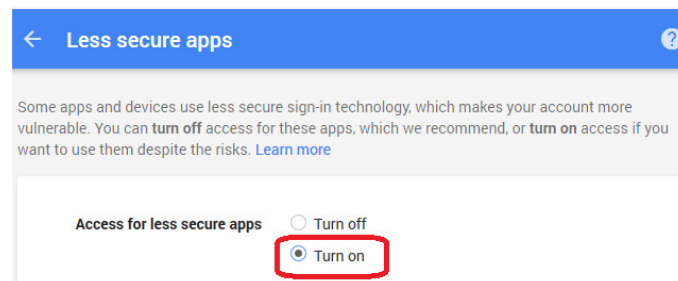 Less secure apps
Some apps and devices use less secure sign-in technology, which makes your account more
vulnerable. You can turn off access for these apps, which we recommend, or turn on access if you
want to use them despite the risks. Learn more
Access for less secure apps
Turn off
Turn on